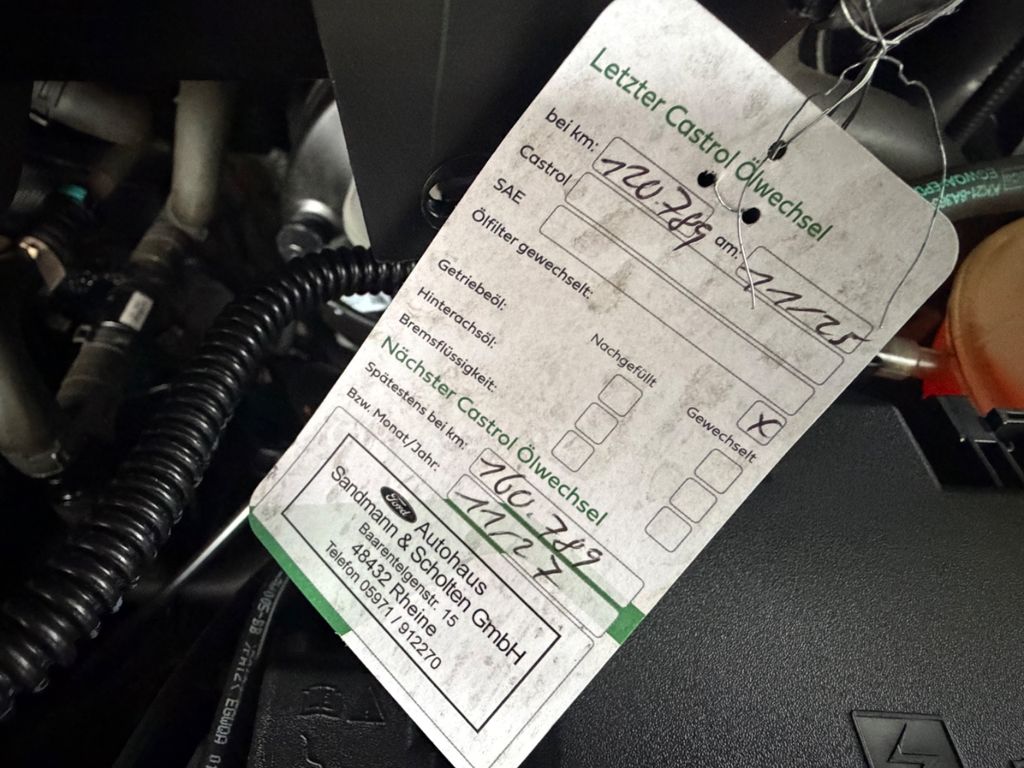 Letzter Castrol Ölwechsel
bei km: 120.789 am: 11/25
Castrol
SAE
Ölfilter gewechselt: X
Nachgefüllt Gewechselt
Getriebeöl:
Hinterachsöl:
Bremsflüssigkeit:
Nächster Castrol Ölwechsel
Spätestens bei km: 160.789
Bzw. Monat/Jahr: 11/27
Ford Autohaus
Sandmann & Scholten GmbH
Baarentelgenstr. 15
48432 Rheine
Telefon 05971 / 912270